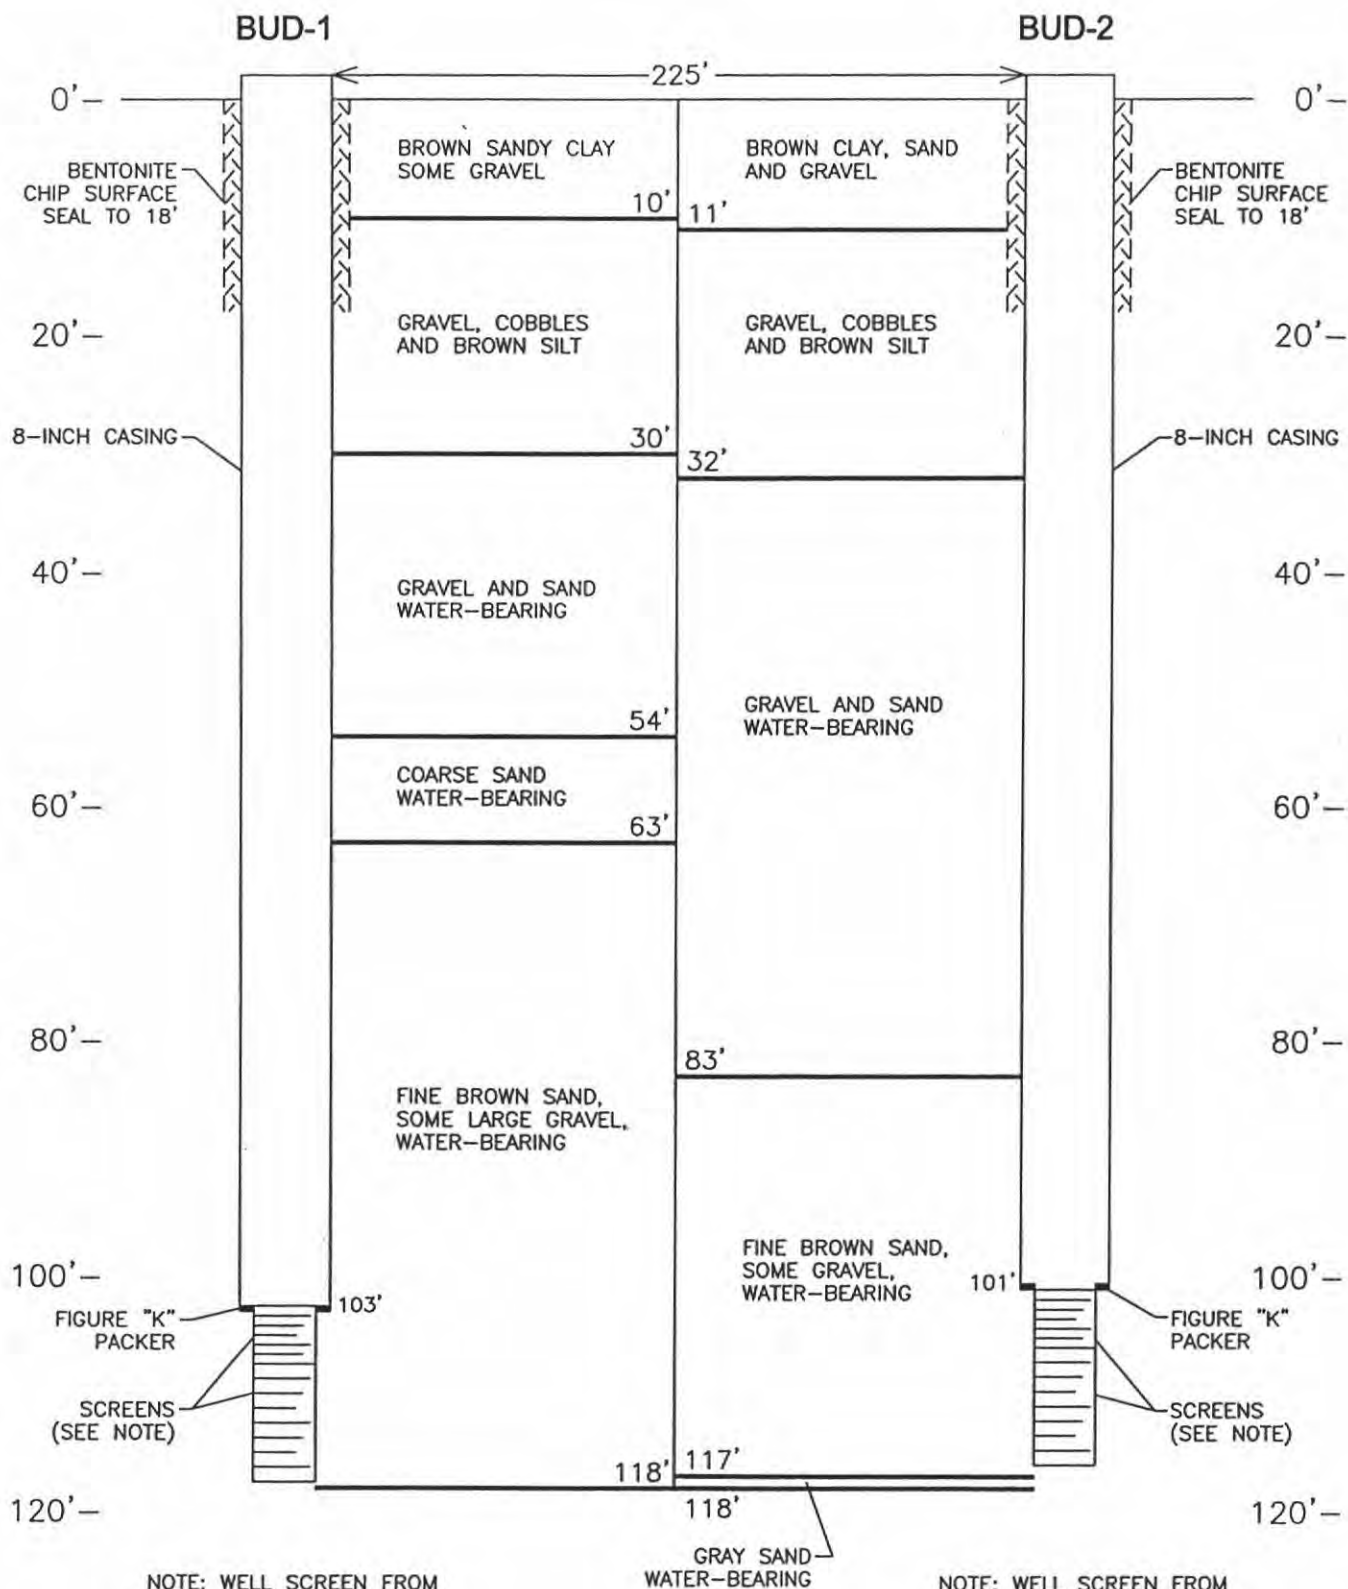 BUD-1
BUD-2
225'
0'
0'
BROWN SANDY CLAY
SOME GRAVEL
BROWN CLAY, SAND
AND GRAVEL
BENTONITE
CHIP SURFACE
SEAL TO 18'
BENTONITE
CHIP SURFACE
SEAL TO 18'
10'
11'
GRAVEL, COBBLES
AND BROWN SILT
GRAVEL, COBBLES
AND BROWN SILT
20'
20'
8-INCH CASING
8-INCH CASING
30'
32'
40'
40'
GRAVEL AND SAND
WATER-BEARING
GRAVEL AND SAND
WATER-BEARING
54'
COARSE SAND
WATER-BEARING
60'
60'
63'
80'
80'
83'
FINE BROWN SAND,
SOME LARGE GRAVEL,
WATER-BEARING
FINE BROWN SAND,
SOME GRAVEL,
WATER-BEARING
100'
101'
100'
103'
FIGURE "K"
PACKER
FIGURE "K"
PACKER
SCREENS
(SEE NOTE)
SCREENS
(SEE NOTE)
118'
117'
118'
120'
120'
GRAY SAND
WATER-BEARING
NOTE: WELL SCREEN FROM
NOTE: WELL SCREEN FROM